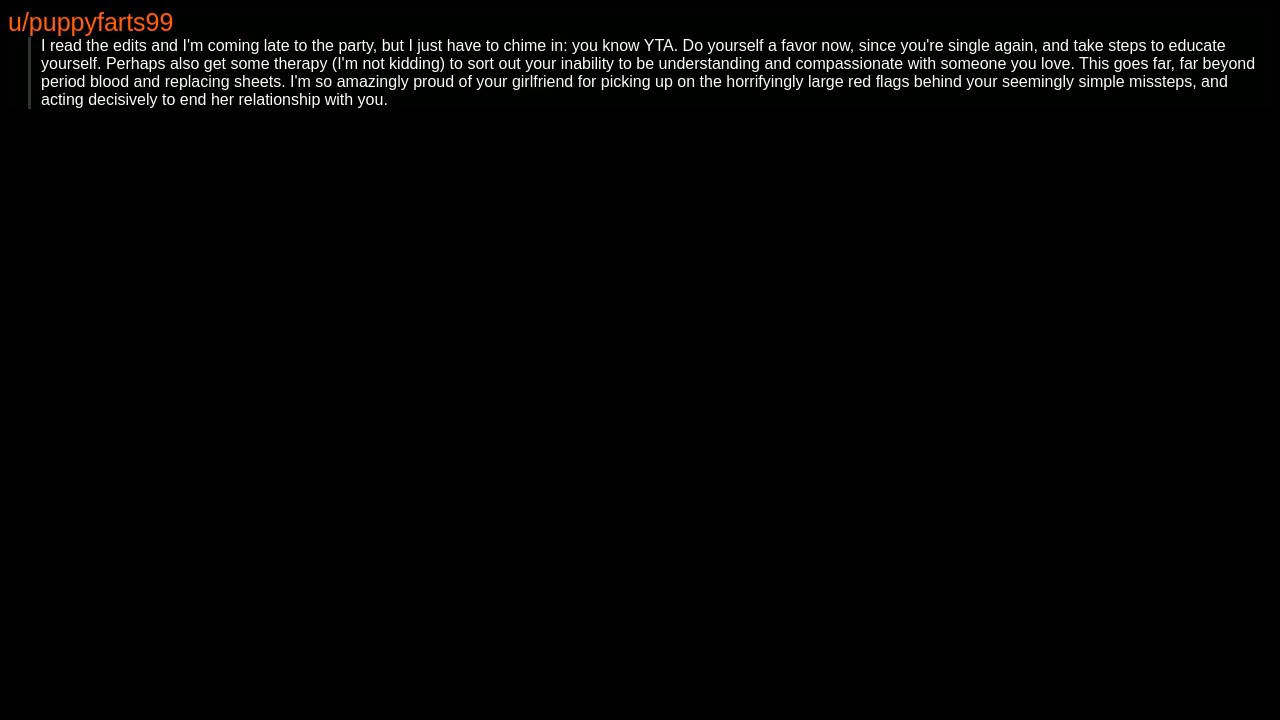 u/puppyfarts99
I read the edits and I'm coming late to the party, but I just have to chime in: you know YTA. Do yourself a favor now, since you're single again, and take steps to educate
yourself. Perhaps also get some therapy (I'm not kidding) to sort out your inability to be understanding and compassionate with someone you love. This goes far, far beyond
period blood and replacing sheets. I'm so amazingly proud of your girlfriend for picking up on the horrifyingly large red flags behind your seemingly simple missteps, and
acting decisively to end her relationship with you.